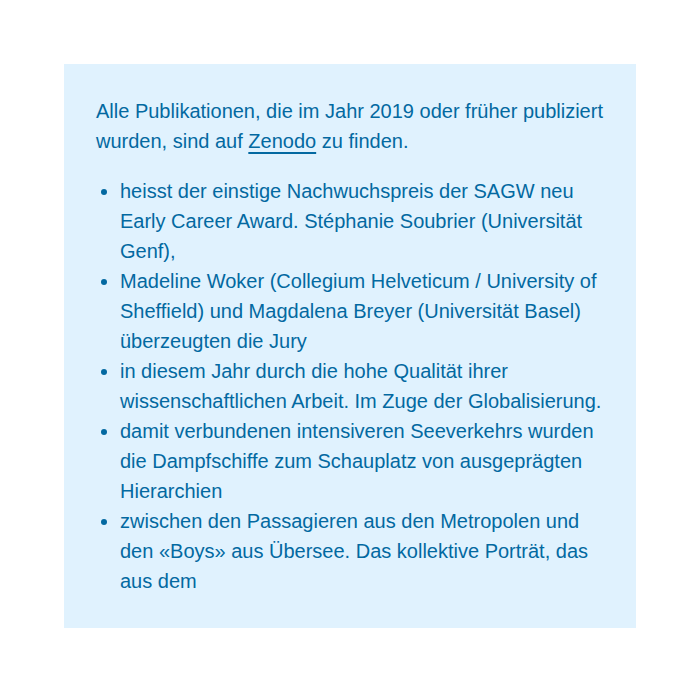 Alle Publikationen, die im Jahr 2019 oder früher publiziert
wurden, sind auf Zenodo zu finden.
• heisst der einstige Nachwuchspreis der SAGW neu
Early Career Award. Stéphanie Soubrier (Universität
Genf),
• Madeline Woker (Collegium Helveticum / University of
Sheffield) und Magdalena Breyer (Universität Basel)
überzeugten die Jury
• in diesem Jahr durch die hohe Qualität ihrer
wissenschaftlichen Arbeit. Im Zuge der Globalisierung.
• damit verbundenen intensiveren Seeverkehrs wurden
die Dampfschiffe zum Schauplatz von ausgeprägten
Hierarchien
• zwischen den Passagieren aus den Metropolen und
den «Boys» aus Übersee. Das kollektive Porträt, das
aus dem